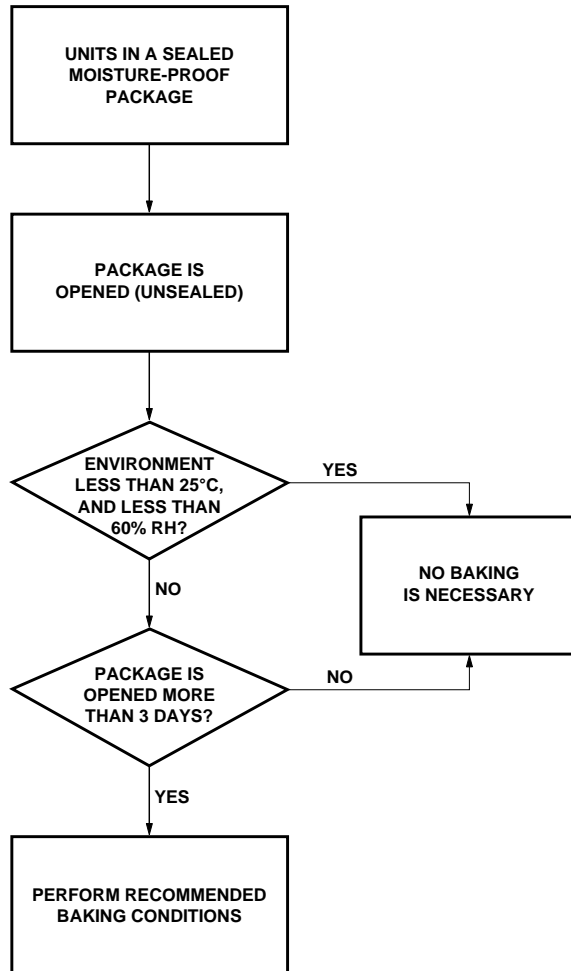 UNITS IN A SEALED
MOISTURE-PROOF
PACKAGE
PACKAGE IS
OPENED (UNSEALED)
ENVIRONMENT
LESS THAN 25°C,
AND LESS THAN
60% RH?
YES
NO BAKING
IS NECESSARY
NO
PACKAGE IS
OPENED MORE
THAN 3 DAYS?
NO
YES
PERFORM RECOMMENDED
BAKING CONDITIONS